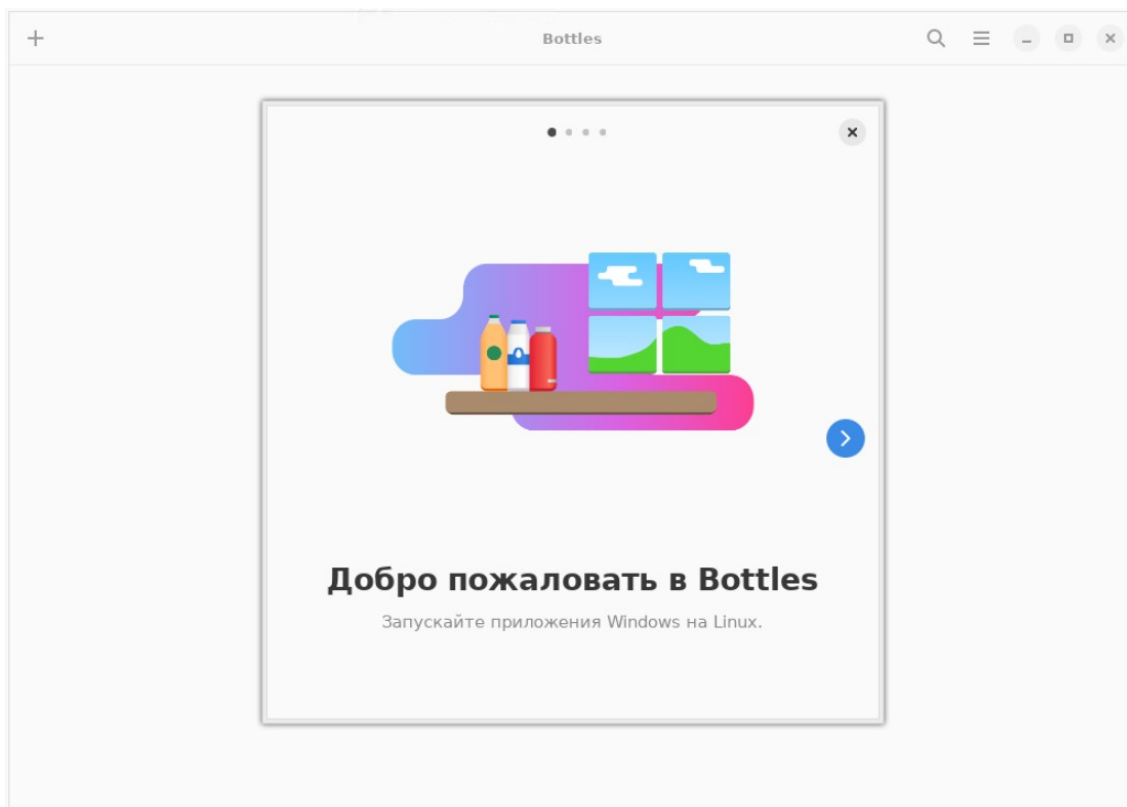 Bottles
Добро пожаловать в Bottles
Запускайте приложения Windows на Linux.